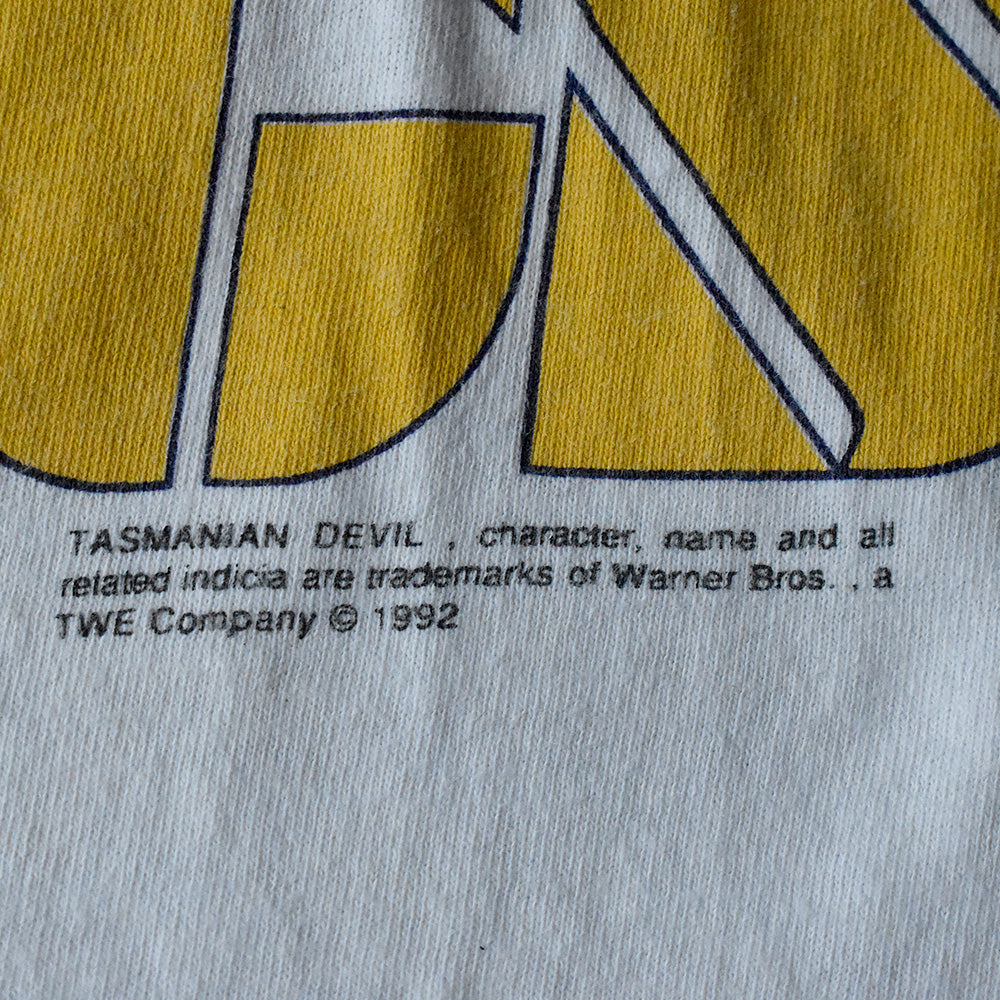 TASMANIAN DEVIL , character, name and all
related indicia are trademarks of Warner Bros. , a
TWE Company © 1992